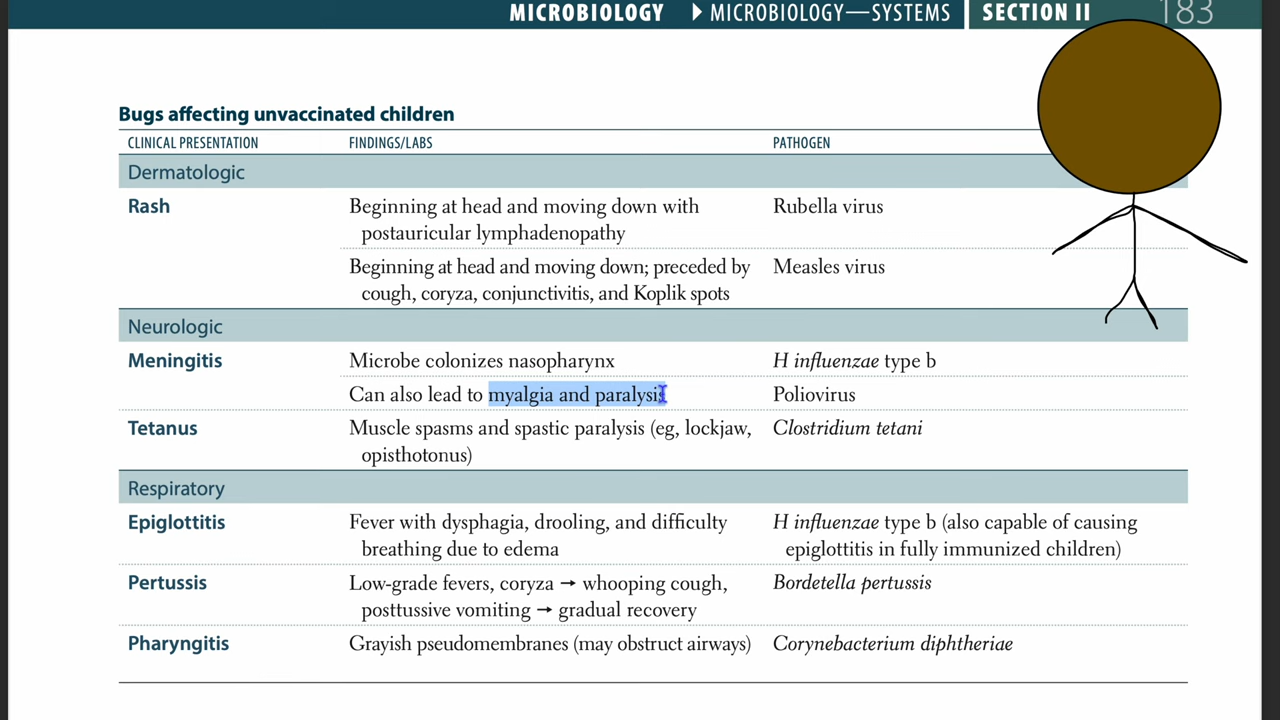 MICROBIOLOGY ▶ MICROBIOLOGY—SYSTEMS SECTION II 183
Bugs affecting unvaccinated children
CLINICAL PRESENTATION FINDINGS/LABS PATHOGEN
Dermatologic
Rash Beginning at head and moving down with Rubella virus
postauricular lymphadenopathy
Beginning at head and moving down; preceded by Measles virus
cough, coryza, conjunctivitis, and Koplik spots
Neurologic
Meningitis Microbe colonizes nasopharynx H influenzae type b
Can also lead to myalgia and paralysis Poliovirus
Tetanus Muscle spasms and spastic paralysis (eg, lockjaw, Clostridium tetani
opisthotonus)
Respiratory
Epiglottitis Fever with dysphagia, drooling, and difficulty H influenzae type b (also capable of causing
breathing due to edema epiglottitis in fully immunized children)
Pertussis Low-grade fevers, coryza → whooping cough, Bordetella pertussis
posttussive vomiting → gradual recovery
Pharyngitis Grayish pseudomembranes (may obstruct airways) Corynebacterium diphtheriae